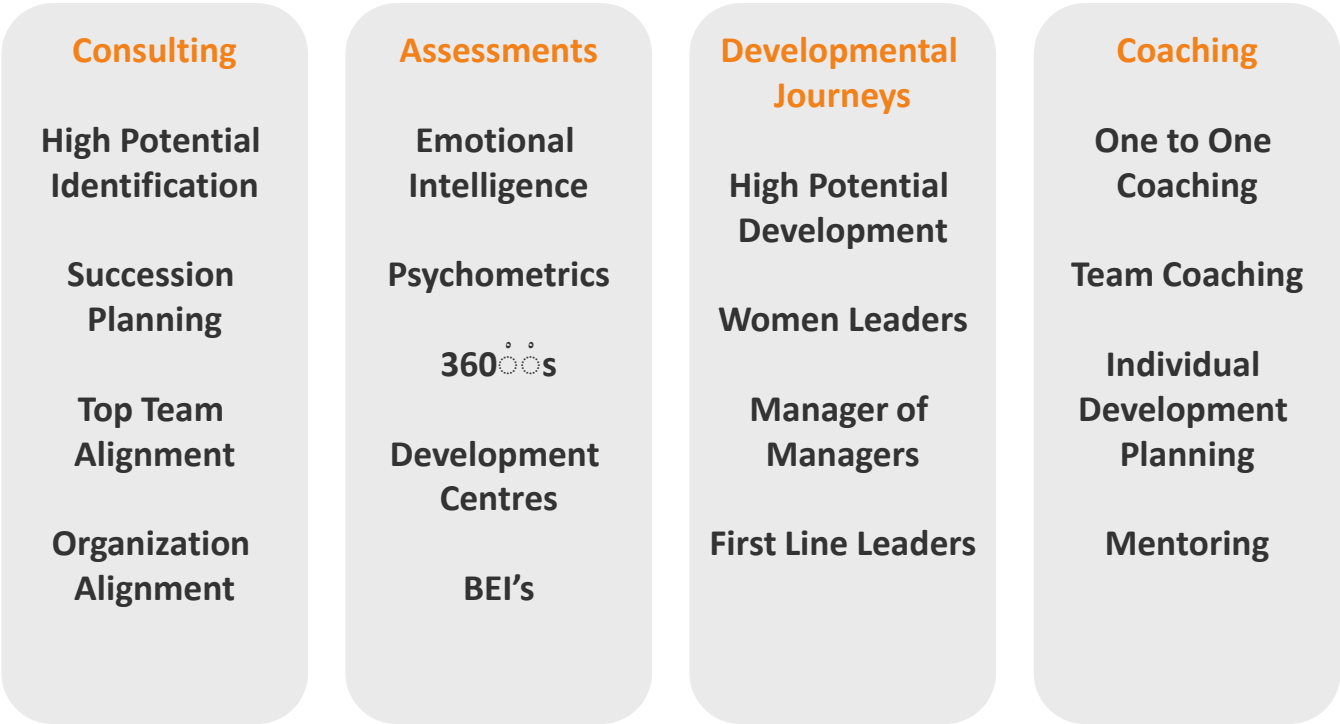 Consulting
High Potential
Identification
Succession
Planning
Top Team
Alignment
Organization
Alignment
Assessments
Emotional
Intelligence
Psychometrics
360◌ం◌ంs
Development
Centres
BEI’s
Developmental
Journeys
High Potential
Development
Women Leaders
Manager of
Managers
First Line Leaders
Coaching
One to One
Coaching
Team Coaching
Individual
Development
Planning
Mentoring